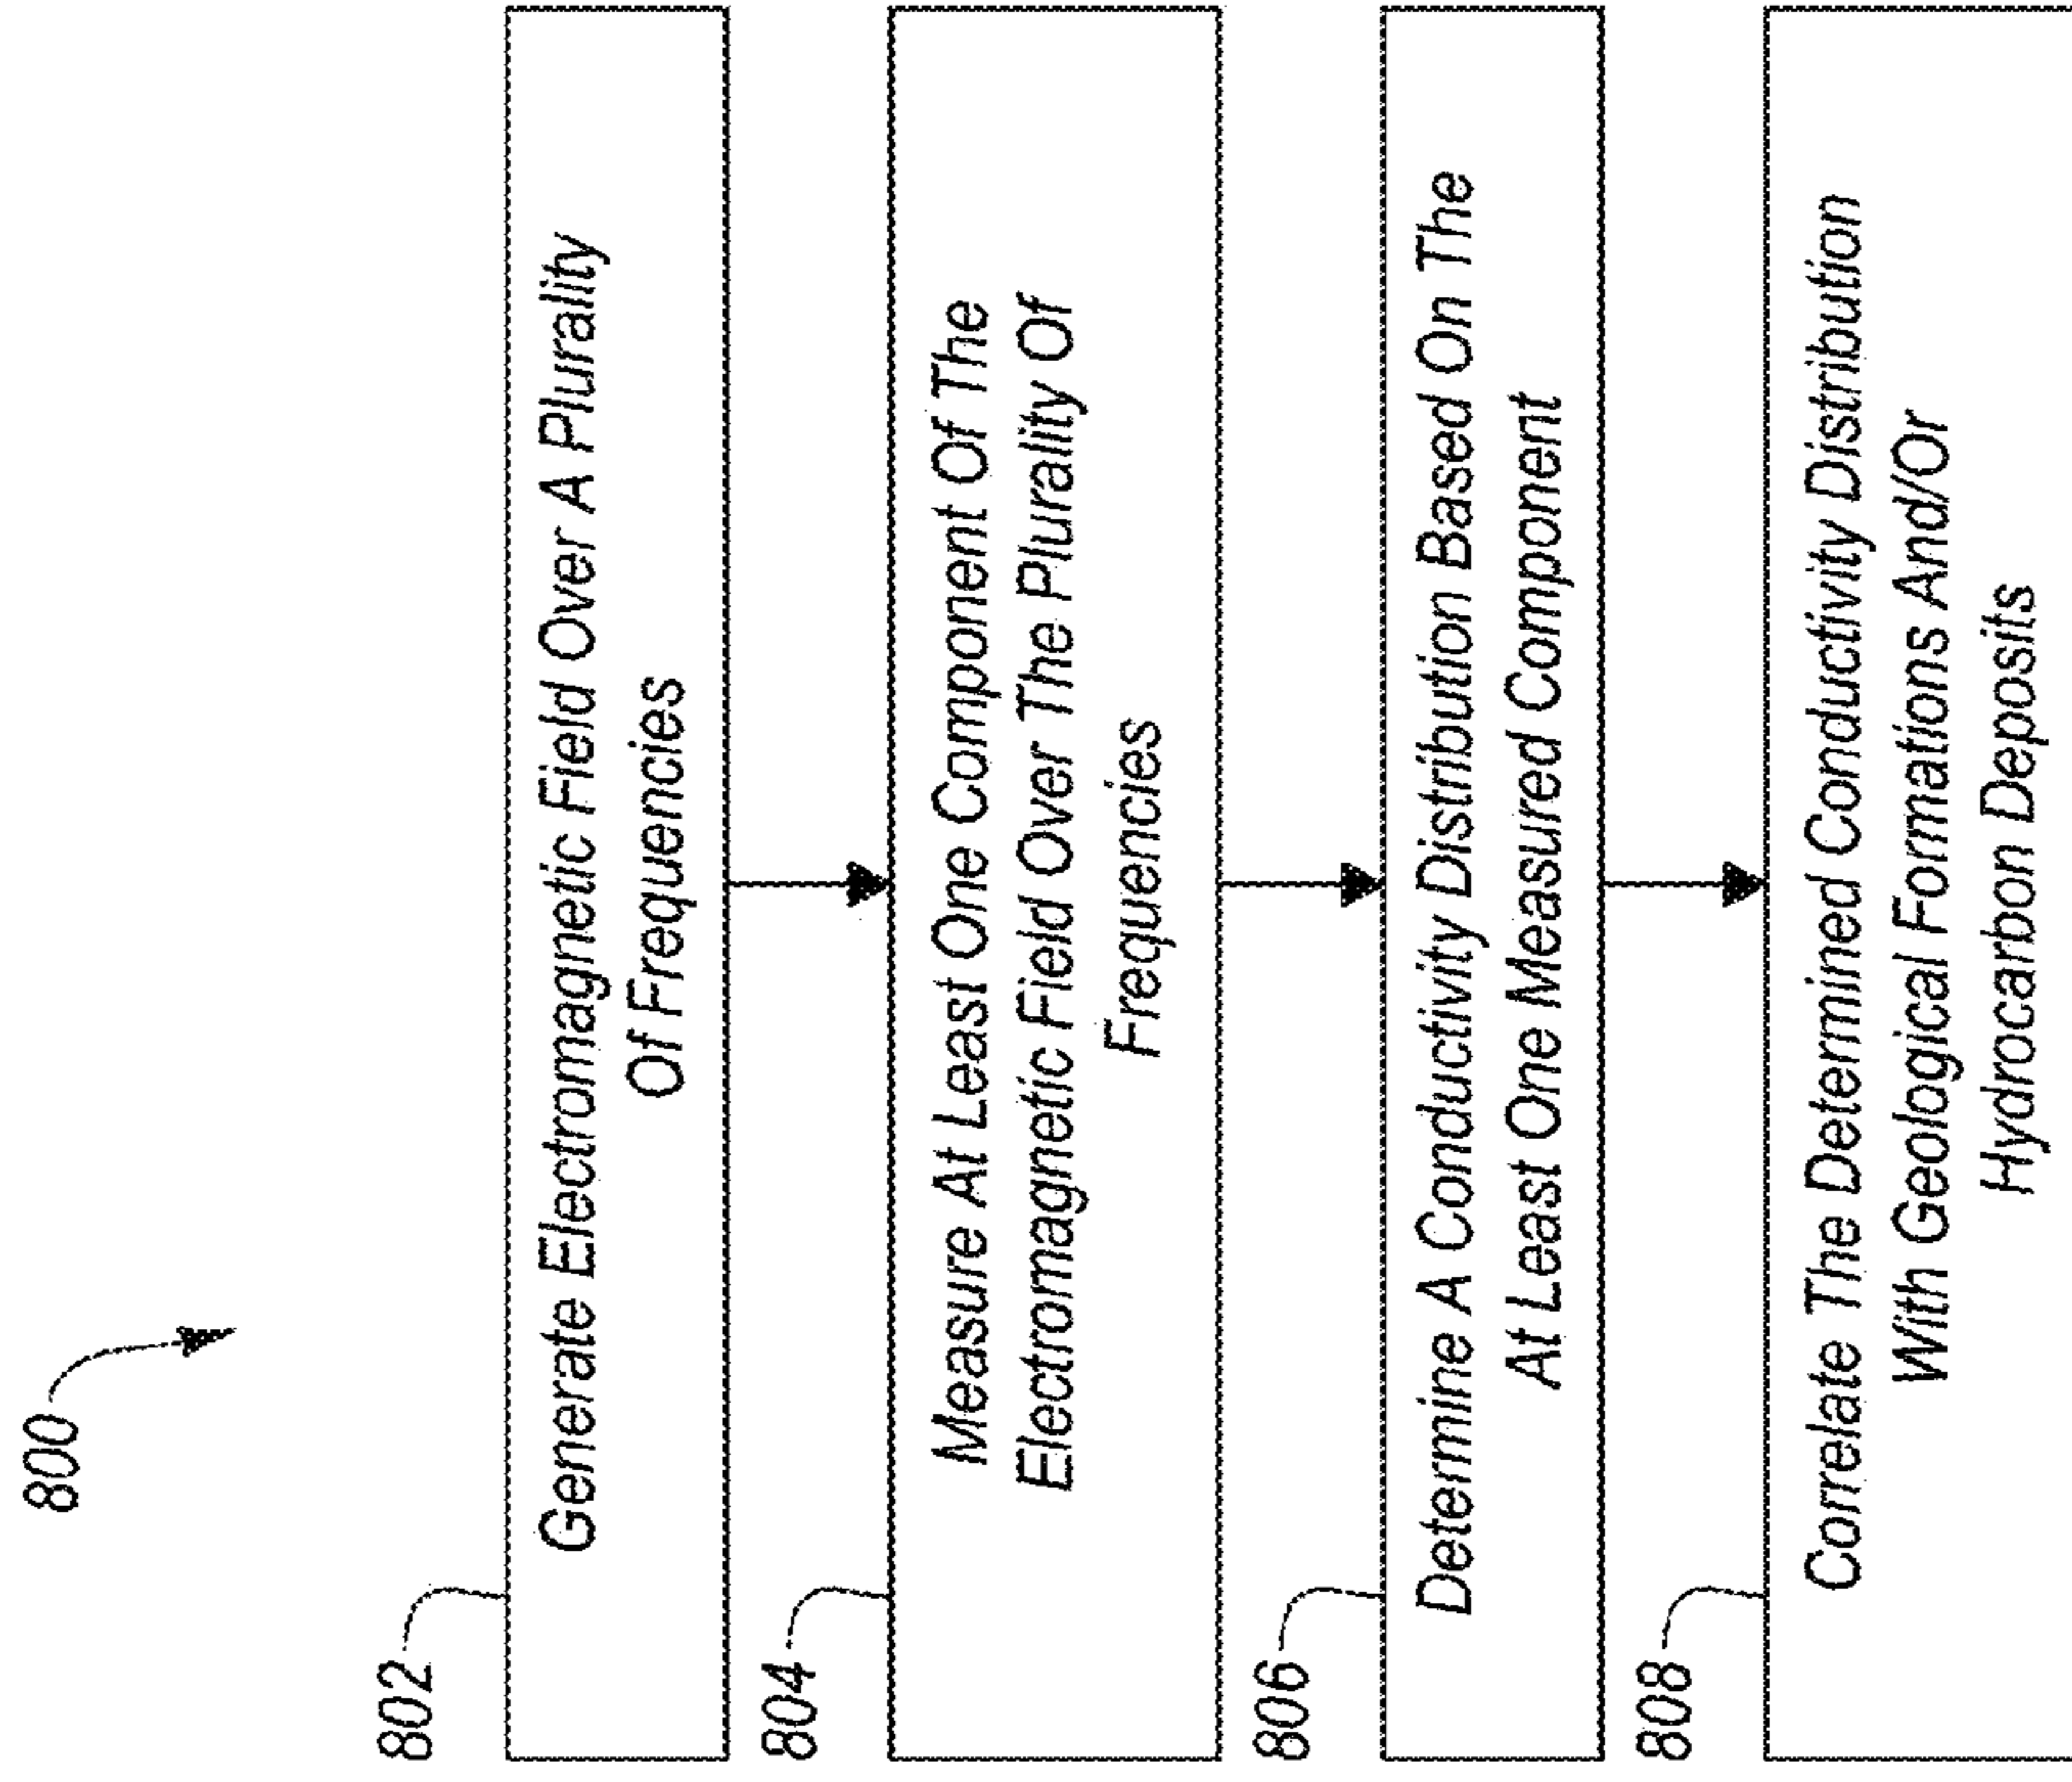 800
802
Generate Electromagnetic Field Over A Plurality
Of Frequencies
804
Measure At Least One Component Of The
Electromagnetic Field Over The Plurality Of
Frequencies
806
Determine A Conductivity Distribution Based On The
At Least One Measured Component
808
Correlate The Determined Conductivity Distribution
With Geological Formations And/Or
Hydrocarbon Deposits